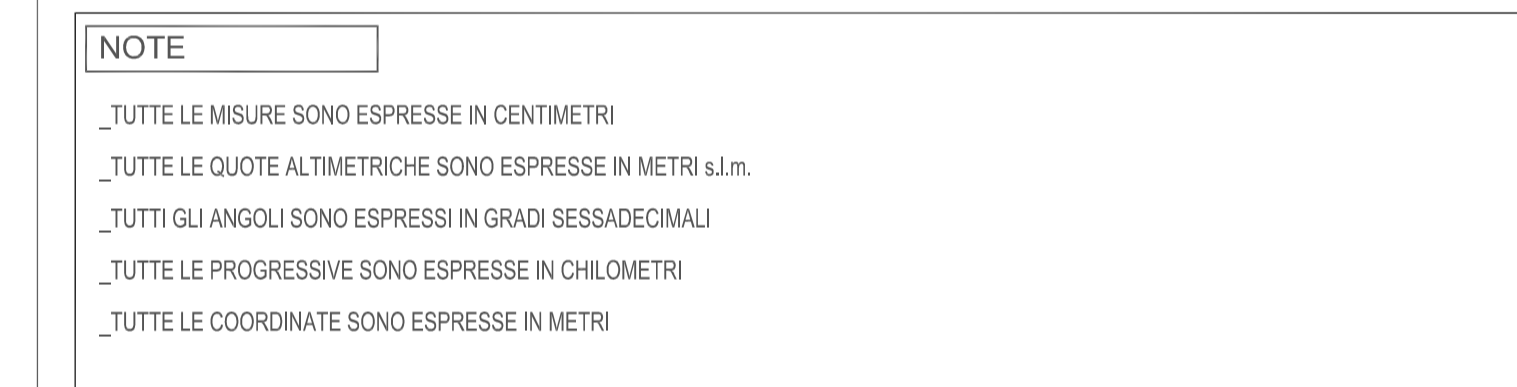 NOTE
_TUTTE LE MISURE SONO ESPRESSE IN CENTIMETRI
_TUTTE LE QUOTE ALTIMETRICHE SONO ESPRESSE IN METRI s.l.m.
_TUTTI GLI ANGOLI SONO ESPRESSI IN GRADI SESSADECIMALI
_TUTTE LE PROGRESSIVE SONO ESPRESSE IN CHILOMETRI
_TUTTE LE COORDINATE SONO ESPRESSE IN METRI